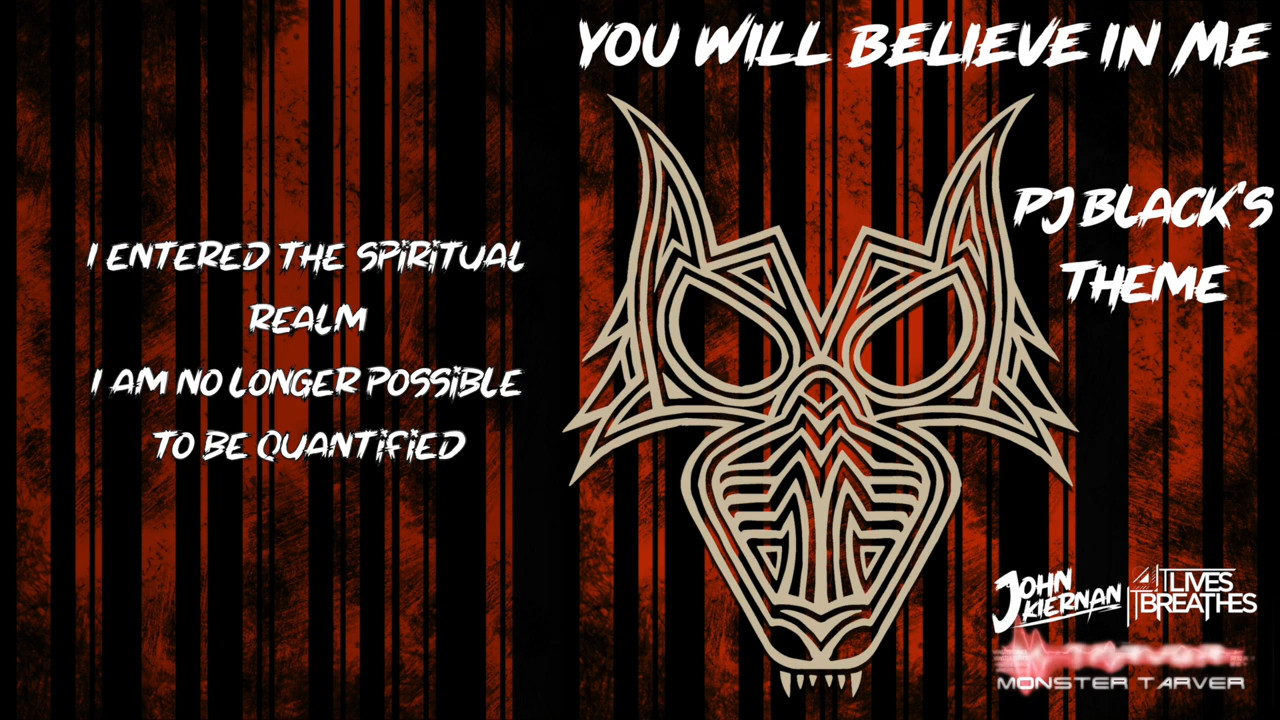 YOU WILL BELIEVE IN ME
PJ BLACK'S
THEME
I ENTERED THE SPIRITUAL
REALM
I AM NO LONGER POSSIBLE
TO BE QUANTIFIED
JOHN
KIERNAN
IT LIVES
IT BREATHES
MONSTER TARVER